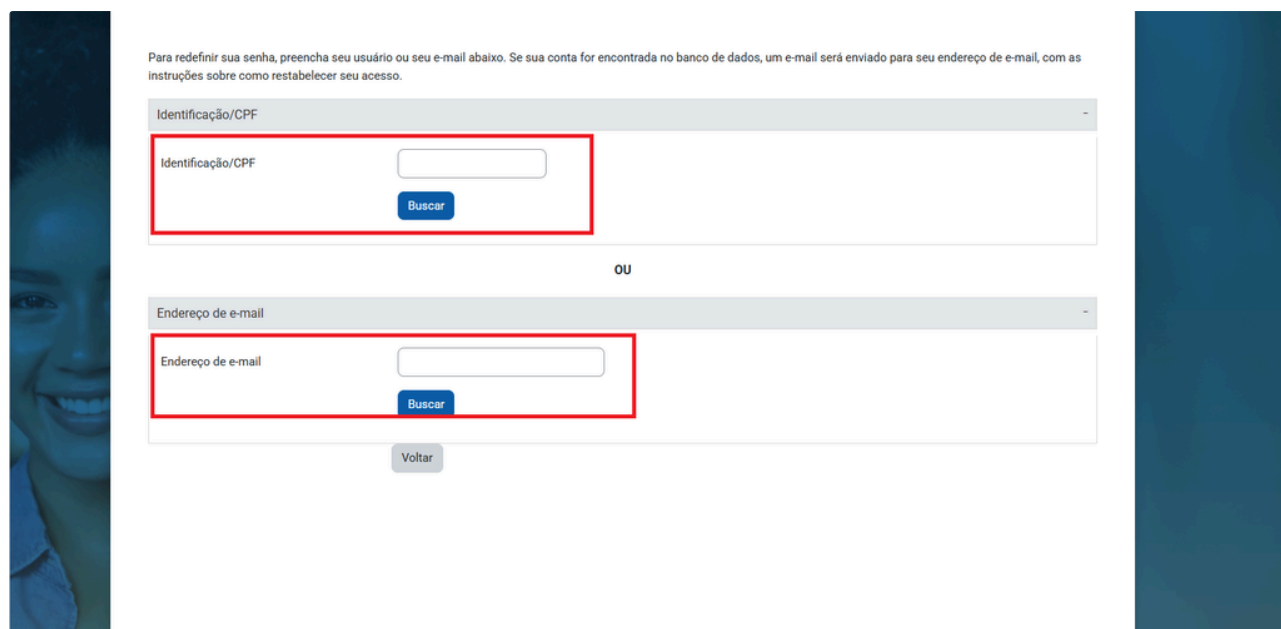 Para redefinir sua senha, preencha seu usuário ou seu e-mail abaixo. Se sua conta for encontrada no banco de dados, um e-mail será enviado para seu endereço de e-mail, com as
instruções sobre como restabelecer seu acesso.
Identificação/CPF -
Identificação/CPF
Buscar
OU
Endereço de e-mail -
Endereço de e-mail
Buscar
Voltar